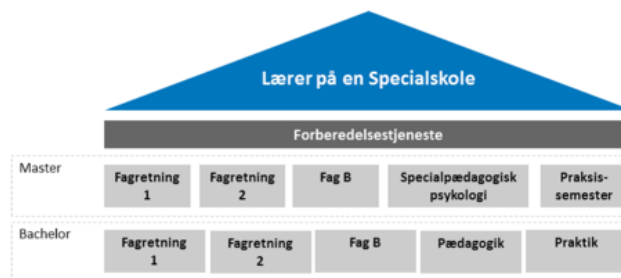 Lærer på en Specialskole
Forberedelsestjeneste
Master
Fagretning
1
Fagretning
2
Fag B
Specialpædagogisk
psykologi
Praksis-
semester
Bachelor
Fagretning
1
Fagretning
2
Fag B
Pædagogik
Praktik